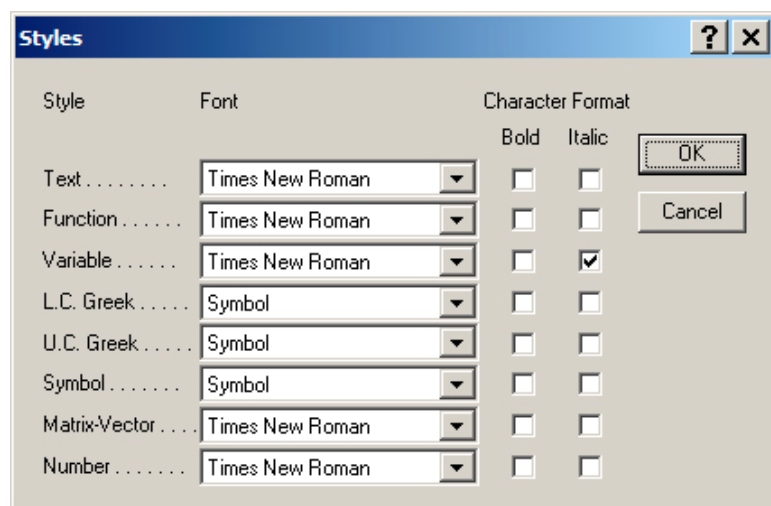 Styles
Style Font Character Format
Bold Italic
OK
Text . . . . . . . . Times New Roman
Function . . . . . . Times New Roman
Cancel
Variable . . . . . . Times New Roman
L.C. Greek . . . . . Symbol
U.C. Greek . . . . . Symbol
Symbol . . . . . . . Symbol
Matrix-Vector . . . . Times New Roman
Number . . . . . . . Times New Roman